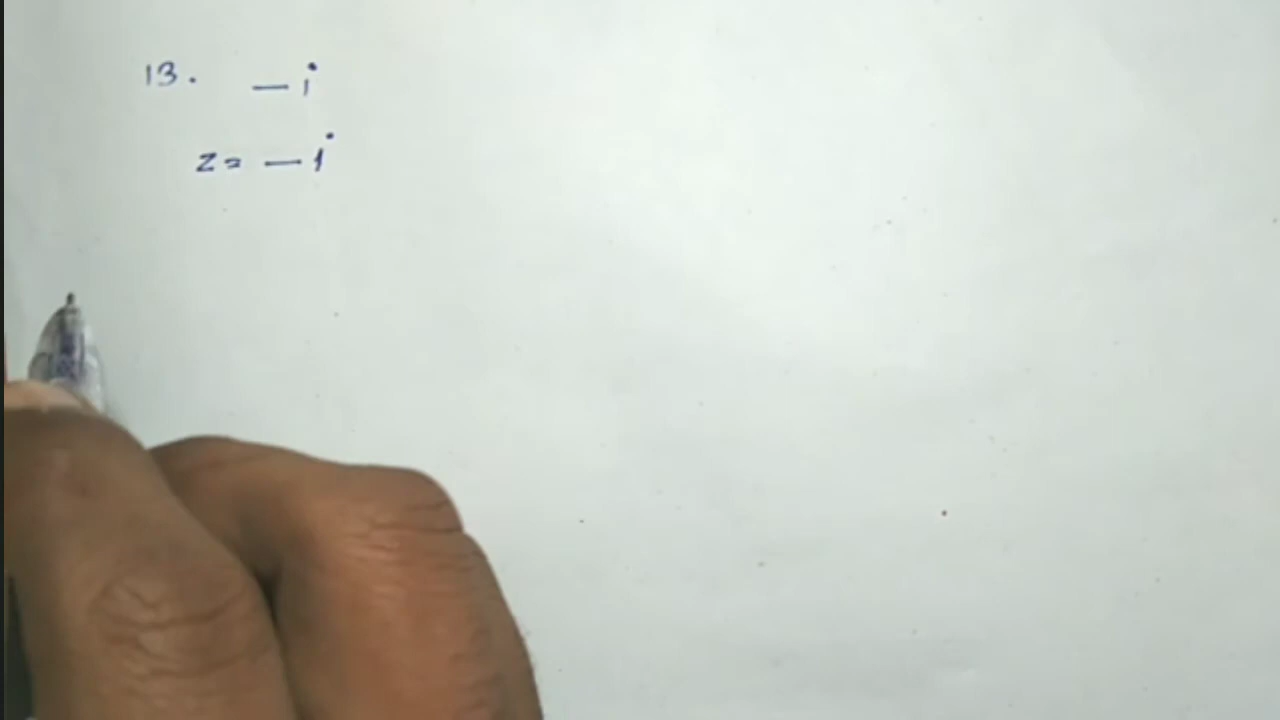 13. - i
z = - i